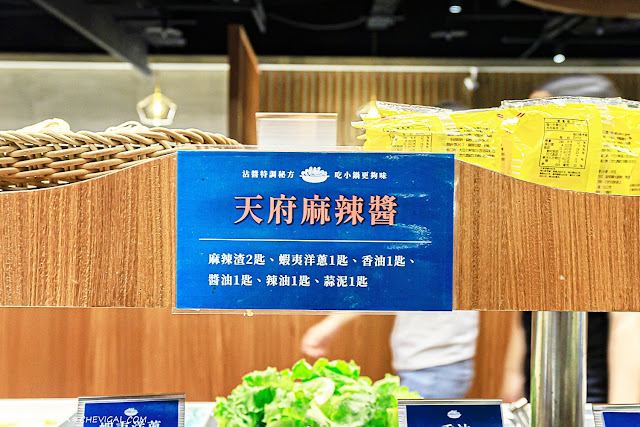 沾醬特調秘方 吃小鍋更夠味
天府麻辣醬
麻辣渣2匙、蝦夷洋蔥1匙、香油1匙、
醬油1匙、辣油1匙、蒜泥1匙